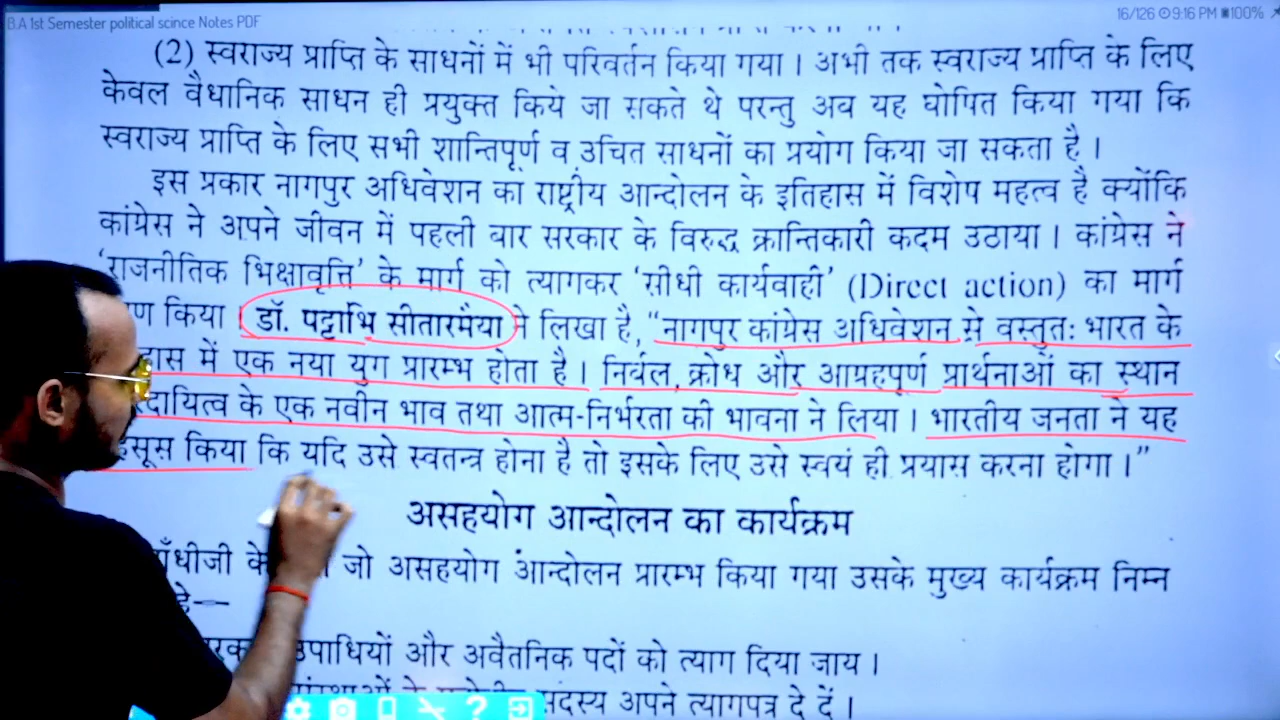 B.A 1st Semester political scince Notes PDF
16/126 9:16 PM 100%
(2) स्वराज्य प्राप्ति के साधनों में भी परिवर्तन किया गया । अभी तक स्वराज्य प्राप्ति के लिए
केवल वैधानिक साधन ही प्रयुक्त किये जा सकते थे परन्तु अब यह घोषित किया गया कि
स्वराज्य प्राप्ति के लिए सभी शान्तिपूर्ण व उचित साधनों का प्रयोग किया जा सकता है ।
इस प्रकार नागपुर अधिवेशन का राष्ट्रीय आन्दोलन के इतिहास में विशेष महत्व है क्योंकि
कांग्रेस ने अपने जीवन में पहली बार सरकार के विरुद्ध क्रान्तिकारी कदम उठाया । कांग्रेस ने
‘राजनीतिक भिक्षावृत्ति’ के मार्ग को त्यागकर ‘सीधी कार्यवाही’ (Direct action) का मार्ग
किया डॉ. पट्टाभि सीतारमैया ने लिखा है, “नागपुर कांग्रेस अधिवेशन से वस्तुतः भारत के
में एक नया युग प्रारम्भ होता है । निर्बल, क्रोध और आग्रहपूर्ण प्रार्थनाओं का स्थान
के एक नवीन भाव तथा आत्म-निर्भरता की भावना ने लिया । भारतीय जनता ने यह
किया कि यदि उसे स्वतन्त्र होना है तो इसके लिए उसे स्वयं ही प्रयास करना होगा ।”
असहयोग आन्दोलन का कार्यक्रम
जो असहयोग आन्दोलन प्रारम्भ किया गया उसके मुख्य कार्यक्रम निम्न
उपाधियों और अवैतनिक पदों को त्याग दिया जाय ।
सदस्य अपने त्यागपत्र दे दें ।